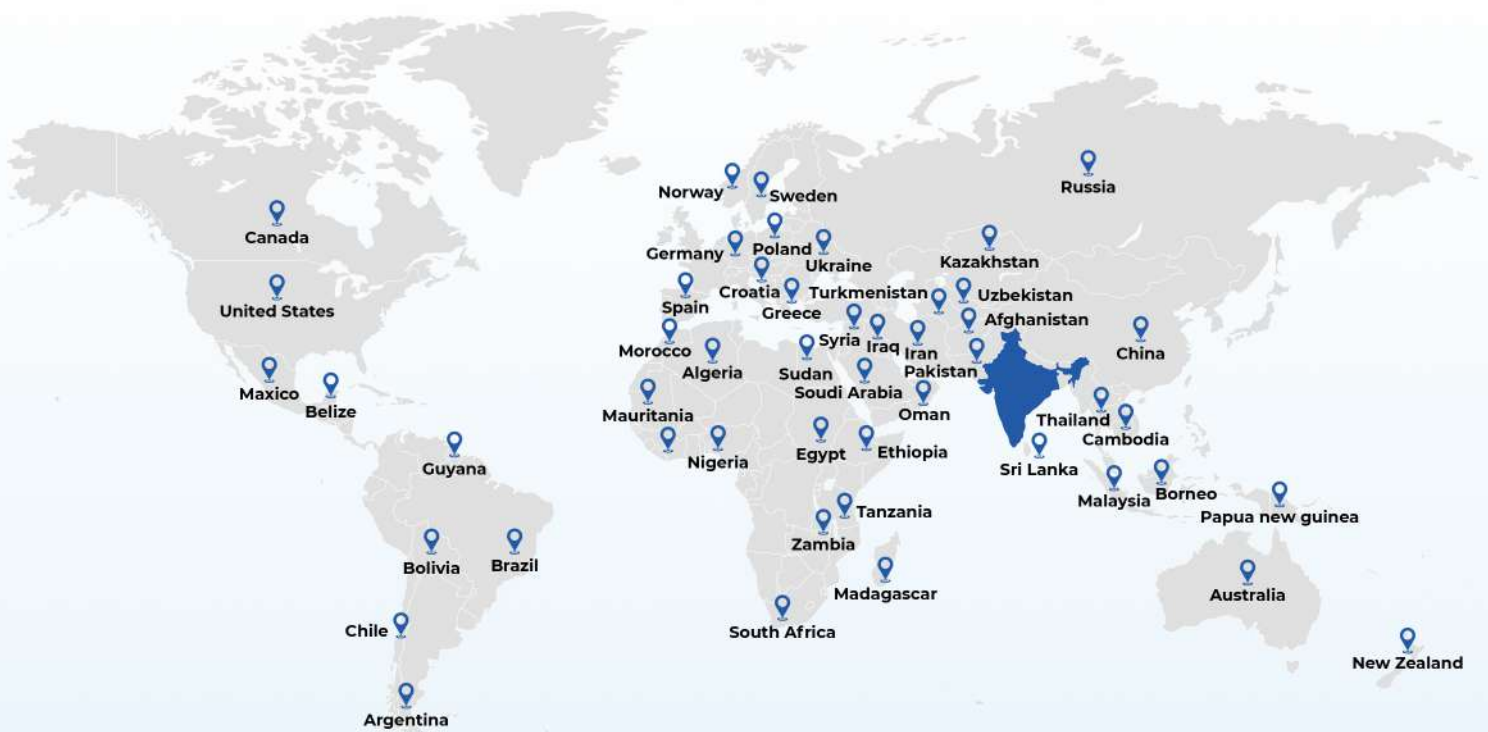 Russia
Norway
Sweden
Canada
Germany
Poland
Ukraine
Kazakhstan
United States
Spain
Croatia
Greece
Turkmenistan
Uzbekistan
Afghanistan
Morocco
Algeria
Sudan
Syria
Iraq
Iran
Pakistan
China
Maxico
Belize
Mauritania
Soudi Arabia
Oman
Thailand
Cambodia
Guyana
Nigeria
Egypt
Ethiopia
Sri Lanka
Malaysia
Borneo
Papua new guinea
Tanzania
Zambia
Bolivia
Brazil
Madagascar
Australia
Chile
South Africa
New Zealand
Argentina